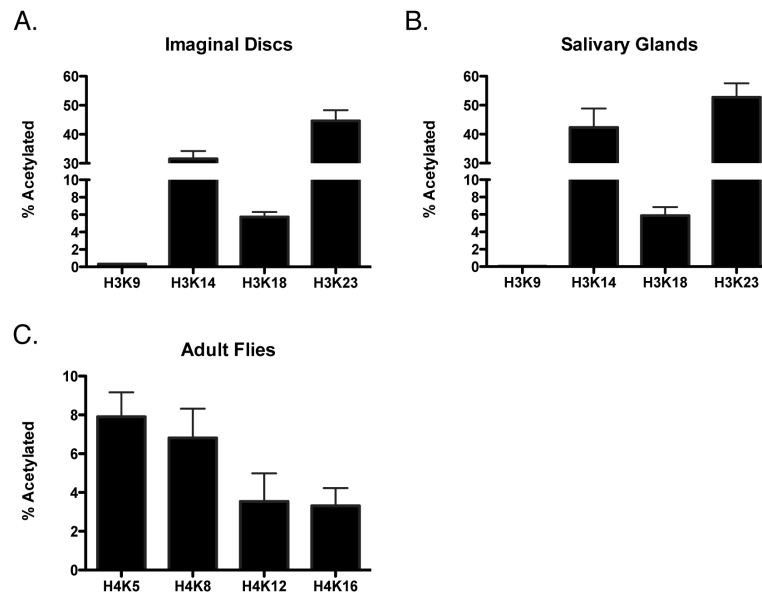 A.
Imaginal Discs
% Acetylated
60
50
40
30
10
8
6
4
2
0
H3K9 H3K14 H3K18 H3K23
B.
Salivary Glands
% Acetylated
60
50
40
30
10
8
6
4
2
0
H3K9 H3K14 H3K18 H3K23
C.
Adult Flies
% Acetylated
10
8
6
4
2
0
H4K5 H4K8 H4K12 H4K16